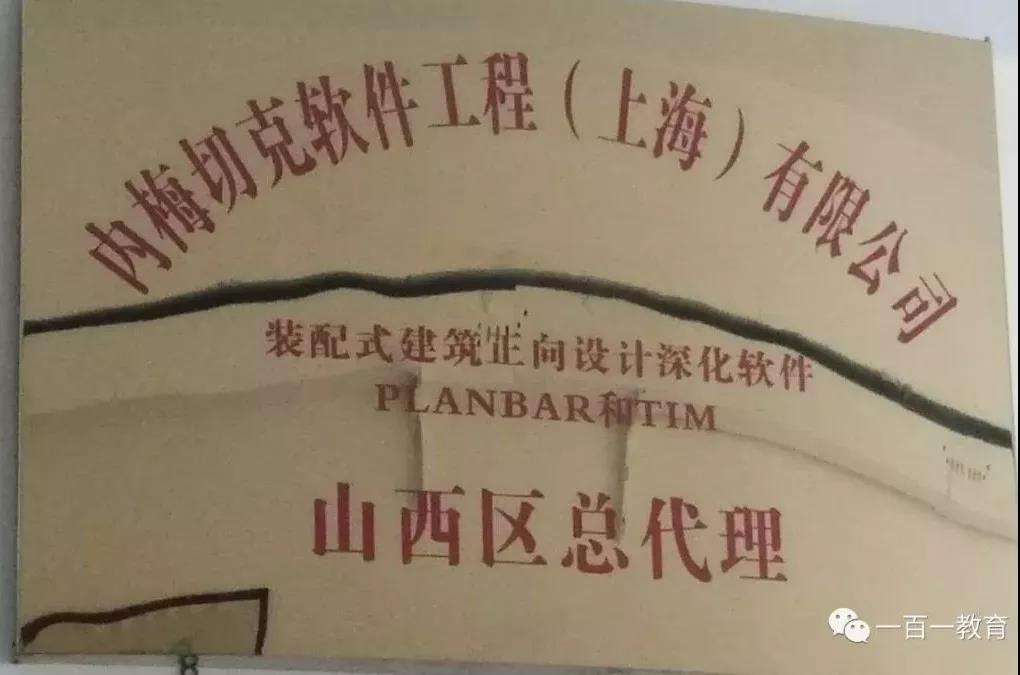 内梅切克软件工程（上海）有限公司
装配式建筑正向设计深化软件
PLANBAR和TIM
山西区总代理
一百一教育